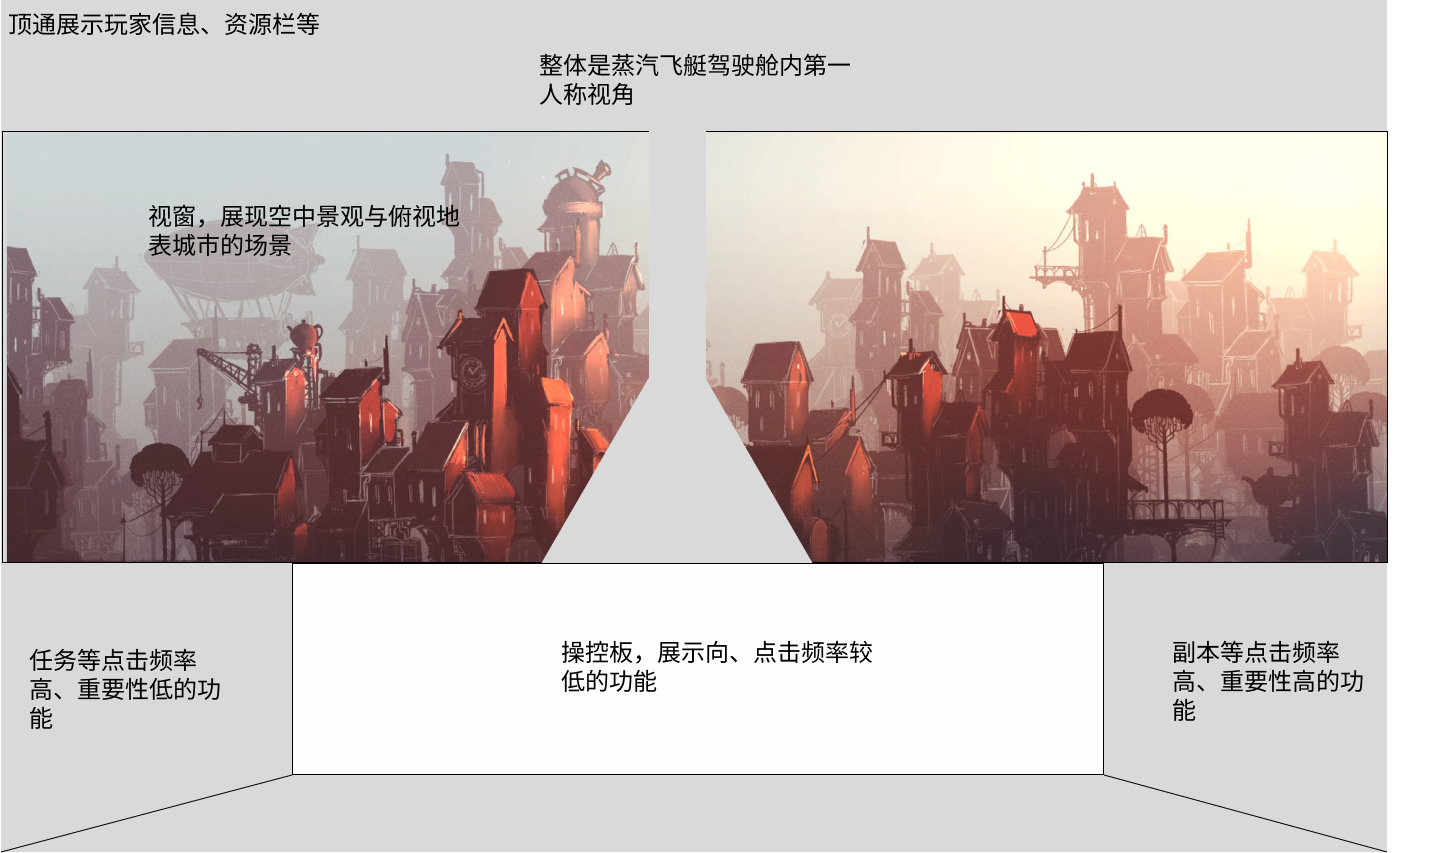 顶通展示玩家信息、资源栏等
整体是蒸汽飞艇驾驶舱内第一
人称视角
视窗，展现空中景观与俯视地
表城市的场景
任务等点击频率
高、重要性低的功
能
操控板，展示向、点击频率较
低的功能
副本等点击频率
高、重要性高的功
能